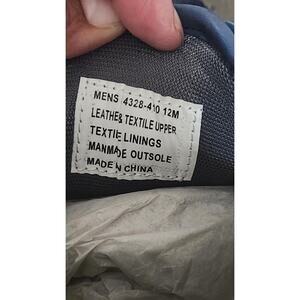 MENS 4328-410 12M
LEATHER TEXTILE UPPER
TEXTILE LININGS
MANMADE OUTSOLE
MADE IN CHINA